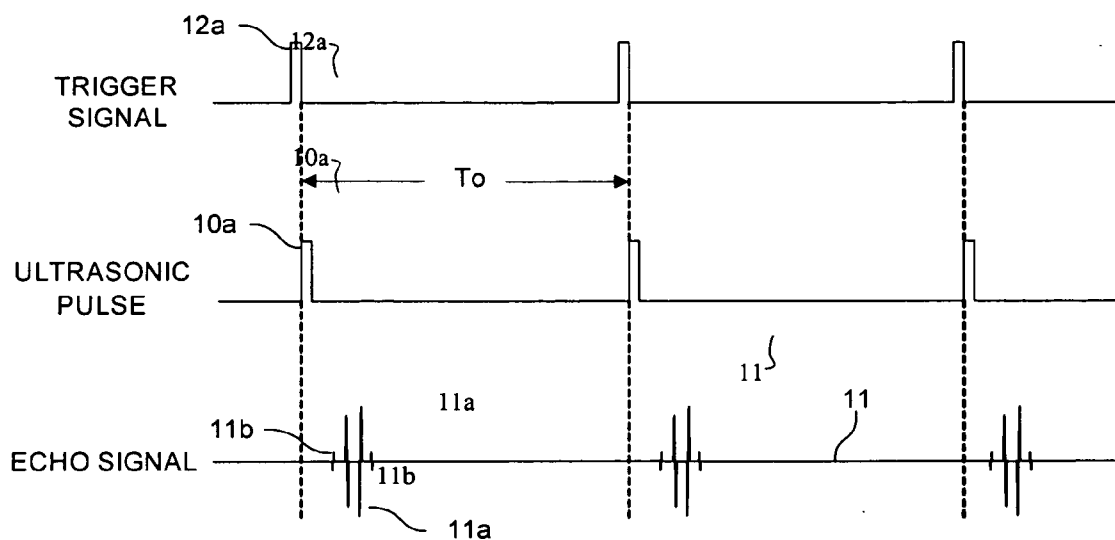 12a
12a
TRIGGER
SIGNAL
10a
To
10a
ULTRASONIC
PULSE
11
11a
11
11b
ECHO SIGNAL
11b
11a